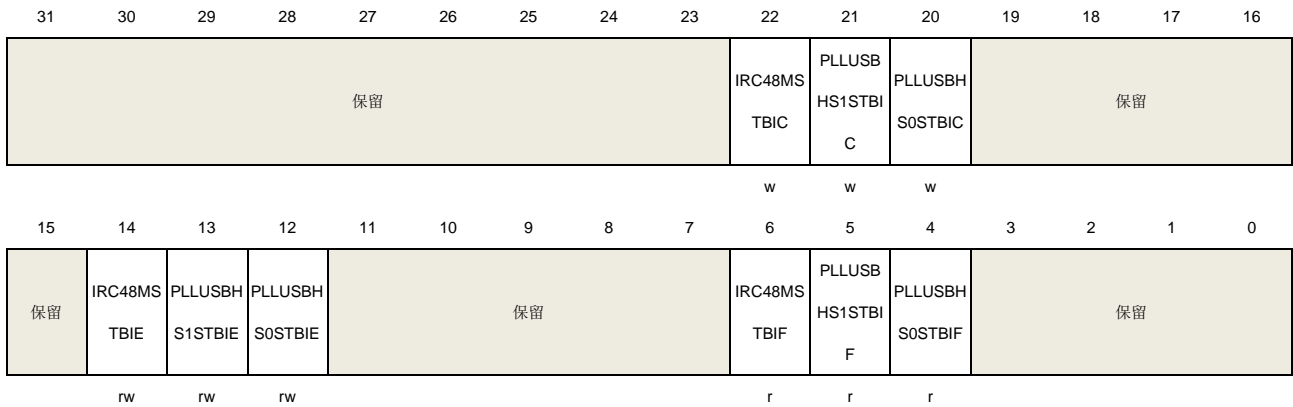 31 30 29 28 27 26 25 24 23 22 21 20 19 18 17 16
保留
IRC48MS
TBIC
PLLUSB
HS1STBI
C
PLLUSBH
S0STBIC
保留
w w w
15 14 13 12 11 10 9 8 7 6 5 4 3 2 1 0
保留
IRC48MS
TBIE
PLLUSBH
S1STBIE
PLLUSBH
S0STBIE
保留
IRC48MS
TBIF
PLLUSB
HS1STBI
F
PLLUSBH
S0STBIF
保留
rw rw rw r r r